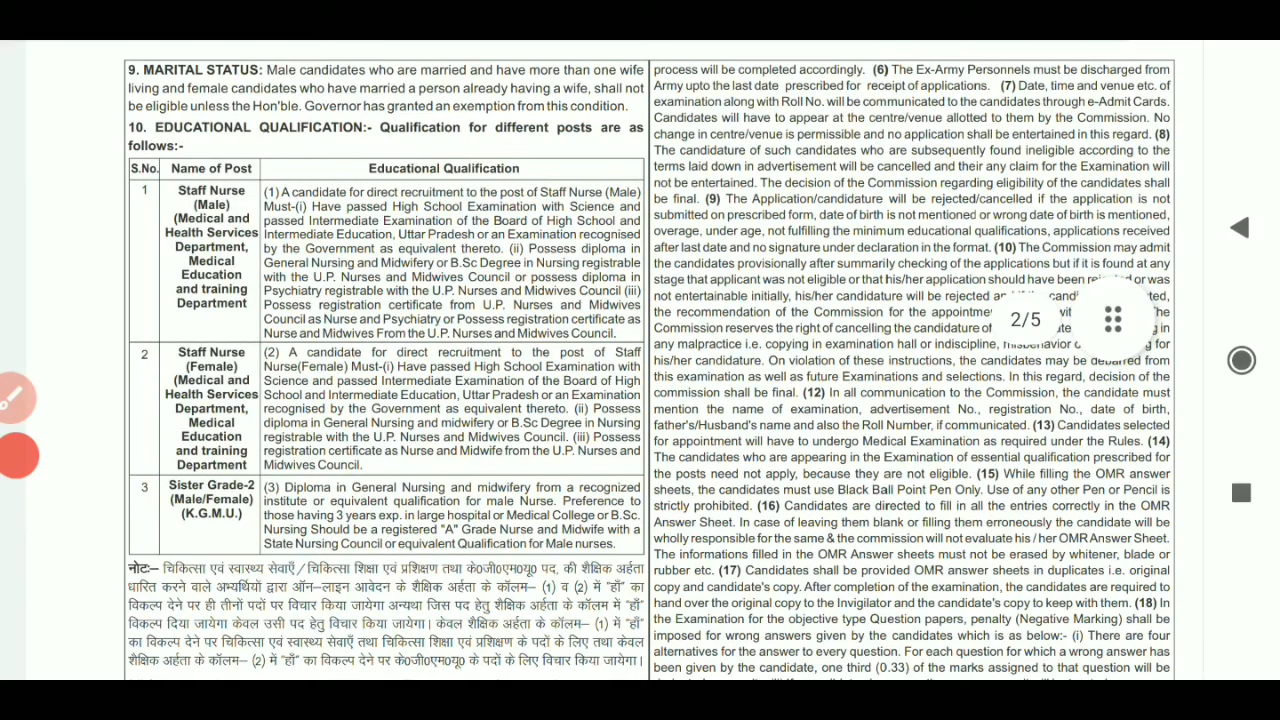 9. MARITAL STATUS: Male candidates who are married and have more than one wife
living and female candidates who have married a person already having a wife, shall not
be eligible unless the Hon'ble. Governor has granted an exemption from this condition.
10. EDUCATIONAL QUALIFICATION:- Qualification for different posts are as
follows:-
S.No. Name of Post Educational Qualification
1
Staff Nurse
(Male)
(Medical and
Health Services
Department,
Medical
Education
and training
Department
(1) A candidate for direct recruitment to the post of Staff Nurse (Male)
Must-(i) Have passed High School Examination with Science and
passed Intermediate Examination of the Board of High School and
Intermediate Education, Uttar Pradesh or an Examination recognised
by the Government as equivalent thereto. (ii) Possess diploma in
General Nursing and Midwifery or B.Sc Degree in Nursing registrable
with the U.P. Nurses and Midwives Council or possess diploma in
Psychiatry registrable with the U.P. Nurses and Midwives Council (iii)
Possess registration certificate from U.P. Nurses and Midwives
Council as Nurse and Psychiatry or Possess registration certificate as
Nurse and Midwives From the U.P. Nurses and Midwives Council.
2
Staff Nurse
(Female)
(Medical and
Health Services
Department,
Medical
Education
and training
Department
(2) A candidate for direct recruitment to the post of Staff
Nurse(Female) Must-(i) Have passed High School Examination with
Science and passed Intermediate Examination of the Board of High
School and Intermediate Education, Uttar Pradesh or an Examination
recognised by the Government as equivalent thereto. (ii) Possess
diploma in General Nursing and midwifery or B.Sc Degree in Nursing
registrable with the U.P. Nurses and Midwives Council. (iii) Possess
registration certificate as Nurse and Midwife from the U.P. Nurses and
Midwives Council.
3
Sister Grade-2
(Male/Female)
(K.G.M.U.)
(3) Diploma in General Nursing and midwifery from a recognized
institute or equivalent qualification for male Nurse. Preference to
those having 3 years exp. in large hospital or Medical College or B.Sc.
Nursing Should be a registered "A" Grade Nurse and Midwife with a
State Nursing Council or equivalent Qualification for Male nurses.
नोटः– चिकित्सा एवं स्वास्थ्य सेवाएँ/चिकित्सा शिक्षा एवं प्रशिक्षण तथा के०जी०एम०यू० पद, की शैक्षिक अर्हता
धारित करने वाले अभ्यर्थियों द्वारा ऑन–लाइन आवेदन के शैक्षिक अर्हता के कॉलम– (1) व (2) में "हाँ" का
विकल्प देने पर ही तीनों पदों पर विचार किया जायेगा अन्यथा जिस पद हेतु शैक्षिक अर्हता के कॉलम में "हाँ"
विकल्प दिया जायेगा केवल उसी पद हेतु विचार किया जायेगा। केवल शैक्षिक अर्हता के कॉलम– (1) में "हाँ"
का विकल्प देने पर चिकित्सा एवं स्वास्थ्य सेवाएँ तथा चिकित्सा शिक्षा एवं प्रशिक्षण के पदों के लिए तथा केवल
शैक्षिक अर्हता के कॉलम– (2) में "हाँ" का विकल्प देने पर के०जी०एम०यू० के पदों के लिए विचार किया जायेगा।
process will be completed accordingly. (6) The Ex-Army Personnels must be discharged from
Army upto the last date prescribed for receipt of applications. (7) Date, time and venue etc. of
examination along with Roll No. will be communicated to the candidates through e-Admit Cards.
Candidates will have to appear at the centre/venue allotted to them by the Commission. No
change in centre/venue is permissible and no application shall be entertained in this regard. (8)
The candidature of such candidates who are subsequently found ineligible according to the
terms laid down in advertisement will be cancelled and their any claim for the Examination will
not be entertained. The decision of the Commission regarding eligibility of the candidates shall
be final. (9) The Application/candidature will be rejected/cancelled if the application is not
submitted on prescribed form, date of birth is not mentioned or wrong date of birth is mentioned,
overage, under age, not fulfilling the minimum educational qualifications, applications received
after last date and no signature under declaration in the format. (10) The Commission may admit
the candidates provisionally after summarily checking of the applications but if it is found at any
stage that applicant was not eligible or that his/her application should have been or was
not entertainable initially, his/her candidature will be rejected
the recommendation of the Commission for the
Commission reserves the right of cancelling the candidature of in
any malpractice i.e. copying in examination hall or indiscipline, for
his/her candidature. On violation of these instructions, the candidates may be debarred from
this examination as well as future Examinations and selections. In this regard, decision of the
commission shall be final. (12) In all communication to the Commission, the candidate must
mention the name of examination, advertisement No., registration No., date of birth,
father's/Husband's name and also the Roll Number, if communicated. (13) Candidates selected
for appointment will have to undergo Medical Examination as required under the Rules. (14)
The candidates who are appearing in the Examination of essential qualification prescribed for
the posts need not apply, because they are not eligible. (15) While filling the OMR answer
sheets, the candidates must use Black Ball Point Pen Only. Use of any other Pen or Pencil is
strictly prohibited. (16) Candidates are directed to fill in all the entries correctly in the OMR
Answer Sheet. In case of leaving them blank or filling them erroneously the candidate will be
wholly responsible for the same & the commission will not evaluate his / her OMR Answer Sheet.
The informations filled in the OMR Answer sheets must not be erased by whitener, blade or
rubber etc. (17) Candidates shall be provided OMR answer sheets in duplicates i.e. original
copy and candidate's copy. After completion of the examination, the candidates are required to
hand over the original copy to the Invigilator and the candidate's copy to keep with them. (18) In
the Examination for the objective type Question papers, penalty (Negative Marking) shall be
imposed for wrong answers given by the candidates which is as below:- (i) There are four
alternatives for the answer to every question. For each question for which a wrong answer has
been given by the candidate, one third (0.33) of the marks assigned to that question will be
2/5